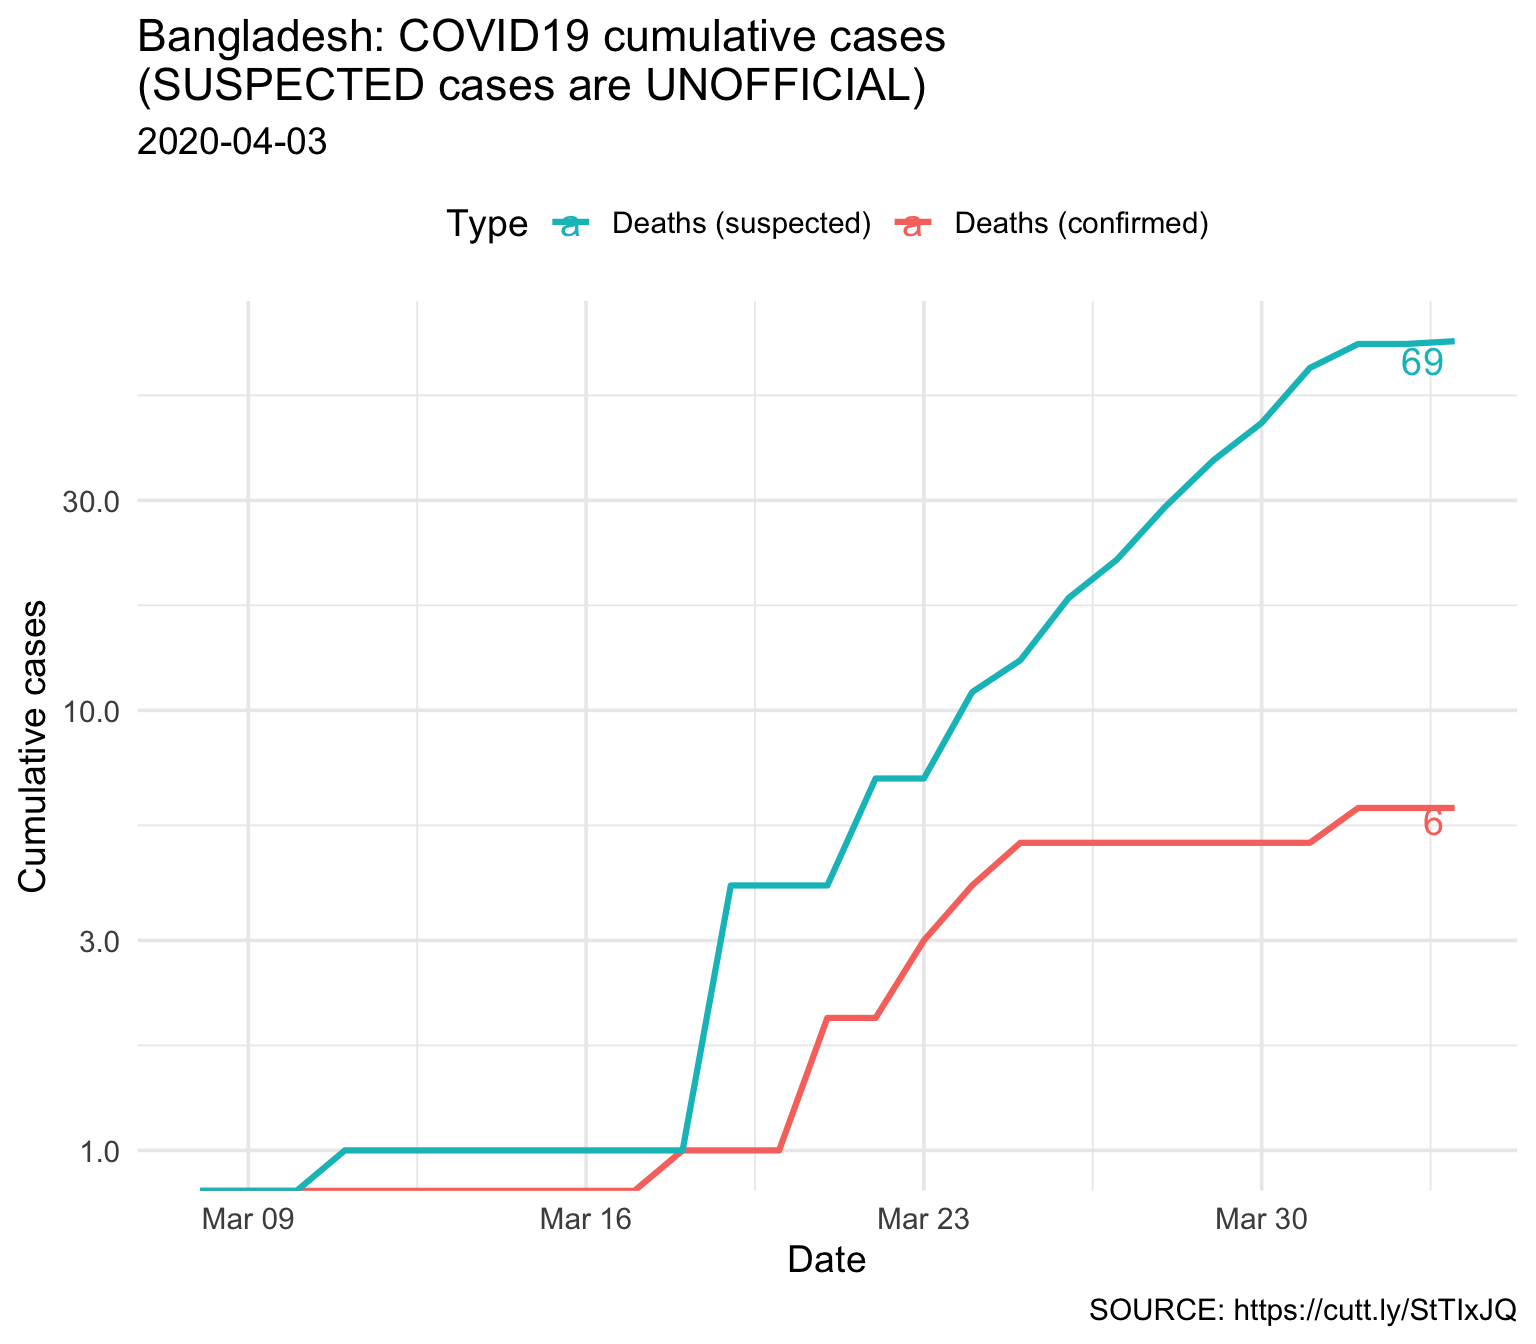 Bangladesh: COVID19 cumulative cases
(SUSPECTED cases are UNOFFICIAL)
2020-04-03
Type a Deaths (suspected) a Deaths (confirmed)
69
30.0
10.0
6
3.0
1.0
Cumulative cases
Mar 09 Mar 16 Mar 23 Mar 30
Date
SOURCE: https://cutt.ly/StTIxJQ